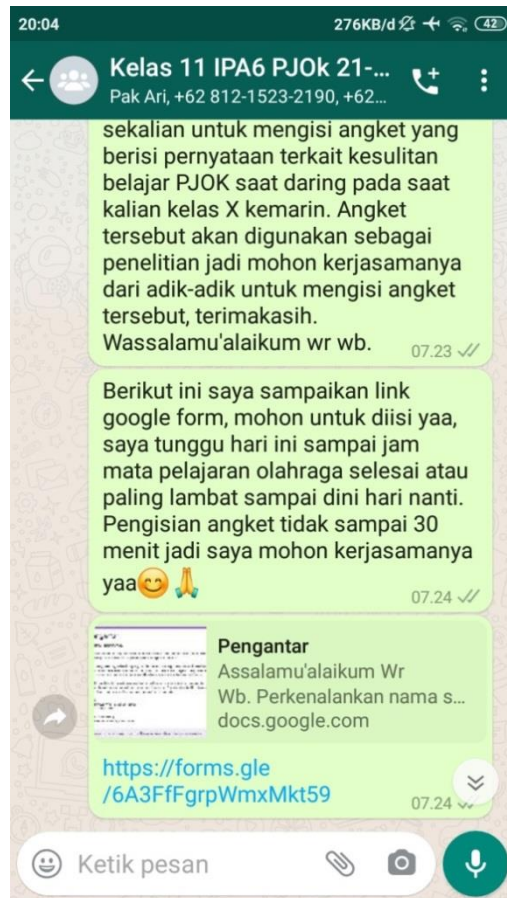 20:04
276KB/d 42
Kelas 11 IPA6 PJOk 21-...
Pak Ari, +62 812-1523-2190, +62...
sekalian untuk mengisi angket yang
berisi pernyataan terkait kesulitan
belajar PJOK saat daring pada saat
kalian kelas X kemarin. Angket
tersebut akan digunakan sebagai
penelitian jadi mohon kerjasamanya
dari adik-adik untuk mengisi angket
tersebut, terimakasih.
Wassalamu'alaikum wr wb.
07.23
Berikut ini saya sampaikan link
google form, mohon untuk diisi yaa,
saya tunggu hari ini sampai jam
mata pelajaran olahraga selesai atau
paling lambat sampai dini hari nanti.
Pengisian angket tidak sampai 30
menit jadi saya mohon kerjasamanya
yaa😊🙏
07.24
Pengantar
Assalamu'alaikum Wr
Wb. Perkenalankan nama s...
docs.google.com
https://forms.gle
/6A3FfFgrpWmxMkt59
07.24
Ketik pesan